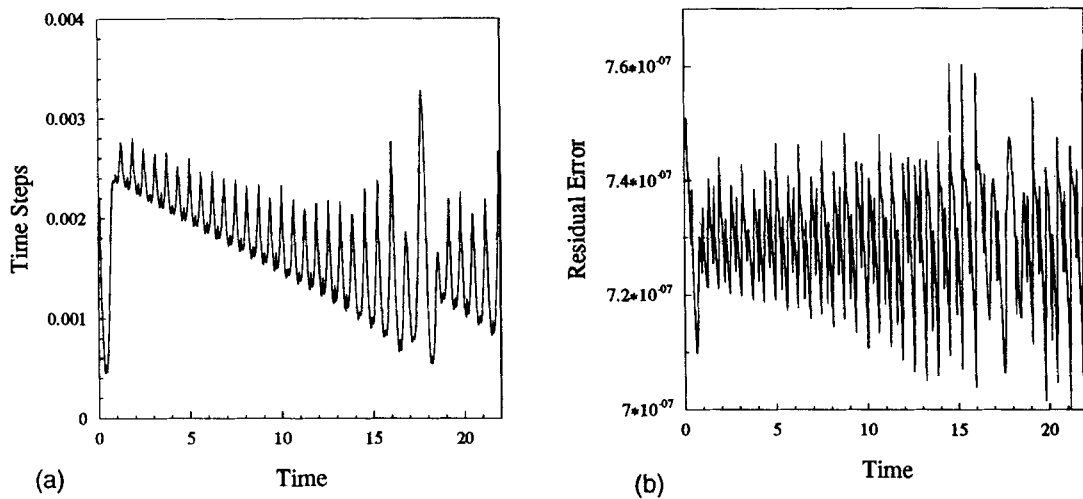 0.004
0.003
0.002
0.001
0
0 5 10 15 20
Time Steps
Time
(a)
7.6*10-07
7.4*10-07
7.2*10-07
7*10-07
0 5 10 15 20
Residual Error
Time
(b)